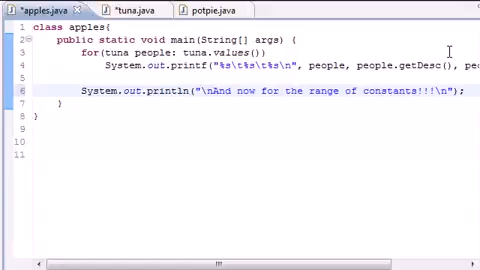 *apples.java *tuna.java potpie.java
1 class apples{
2 public static void main(String[] args) {
3 for(tuna people: tuna.values())
4 System.out.printf("%s\t%s\t%s\n", people, people.getDesc(), peo
5
6 System.out.println("\nAnd now for the range of constants!!!\n");
7 }
8 }
9
10
11